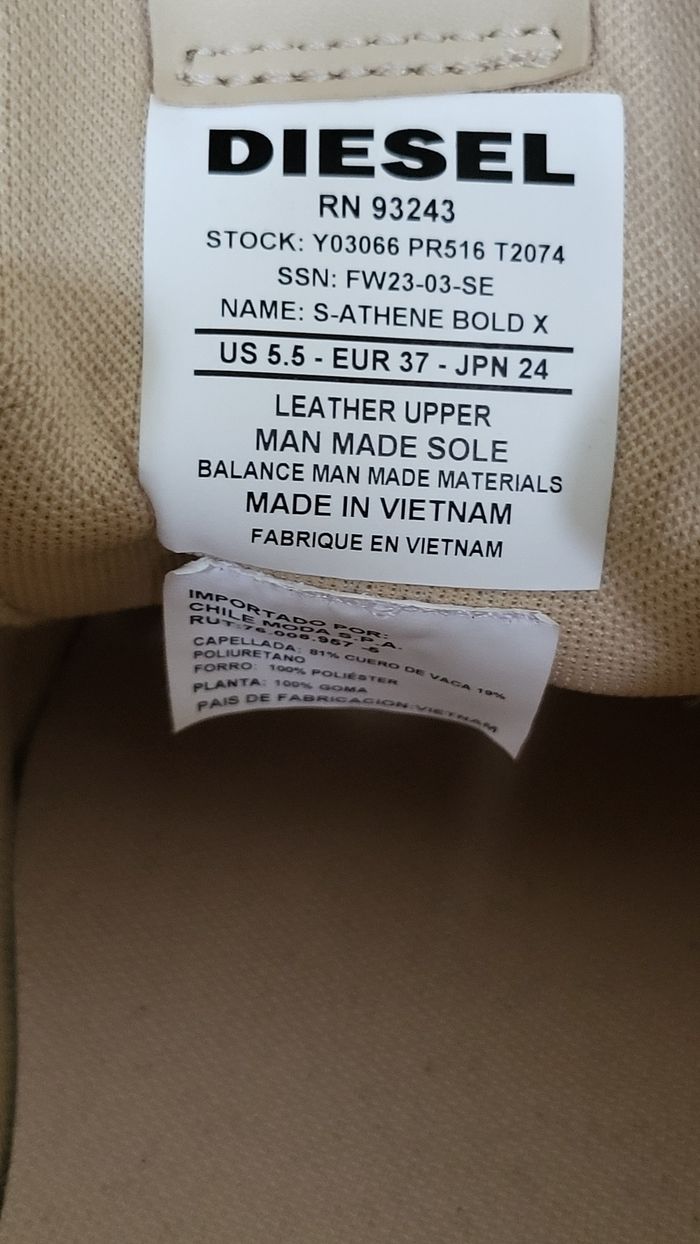 DIESEL
RN 93243
STOCK: Y03066 PR516 T2074
SSN: FW23-03-SE
NAME: S-ATHENE BOLD X
US 5.5 - EUR 37 - JPN 24
LEATHER UPPER
MAN MADE SOLE
BALANCE MAN MADE MATERIALS
MADE IN VIETNAM
FABRIQUE EN VIETNAM
IMPORTADO POR:
CHILE MODA S.P.A.
RUT:76.006.957 -5
CAPELLADA: 81% CUERO DE VACA 19%
POLIURETANO
FORRO: 100% POLIÉSTER
PLANTA: 100% GOMA
PAIS DE FABRICACION:VIETNAM